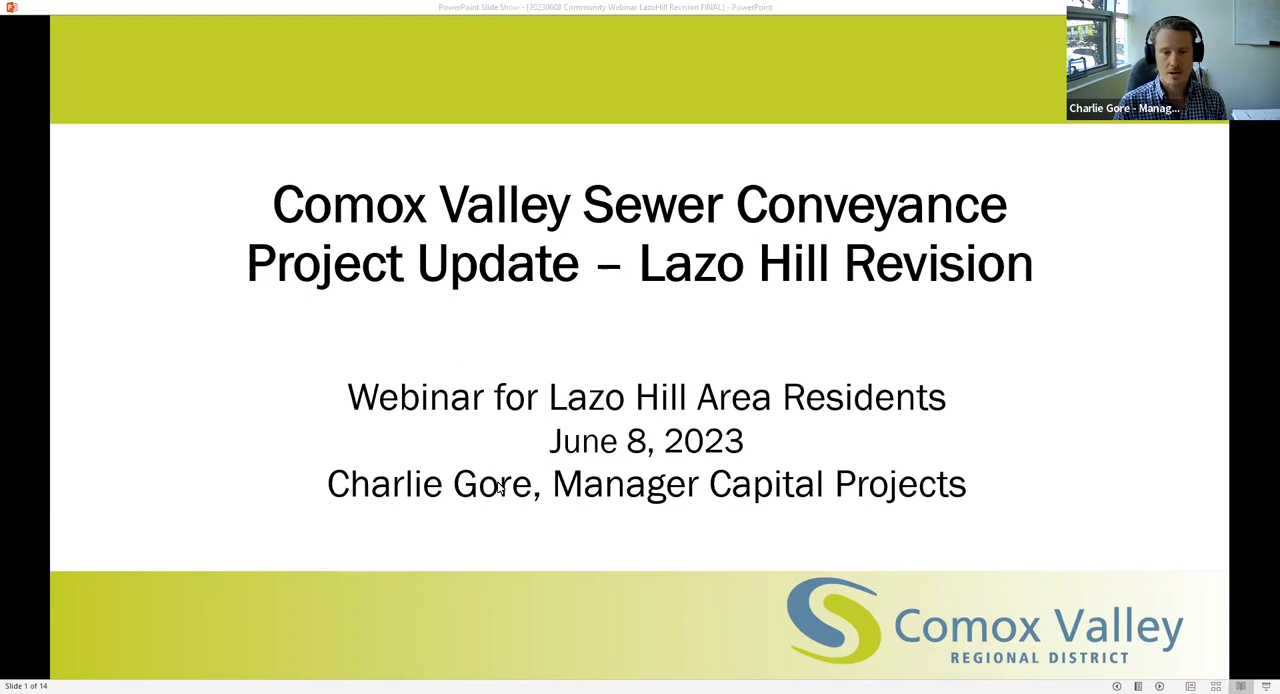 PowerPoint Slide Show - [20230608 Community Webinar LazoHill Revision FINAL] - PowerPoint
Charlie Gore - Manag...
Comox Valley Sewer Conveyance
Project Update – Lazo Hill Revision
Webinar for Lazo Hill Area Residents
June 8, 2023
Charlie Gore, Manager Capital Projects
Comox Valley
REGIONAL DISTRICT
Slide 1 of 14